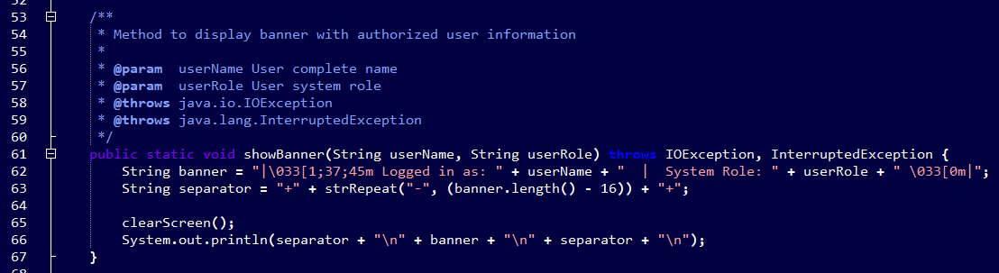 53 /**
54 * Method to display banner with authorized user information
55 *
56 * @param  userName User complete name
57 * @param  userRole User system role
58 * @throws java.io.IOException
59 * @throws java.lang.InterruptedException
60 */
61 public static void showBanner(String userName, String userRole) throws IOException, InterruptedException {
62     String banner = "|\033[1;37;45m Logged in as: " + userName + "  |  System Role: " + userRole + " \033[0m|";
63     String separator = "+" + strRepeat("-", (banner.length() - 16)) + "+";
64
65     clearScreen();
66     System.out.println(separator + "\n" + banner + "\n" + separator + "\n");
67 }